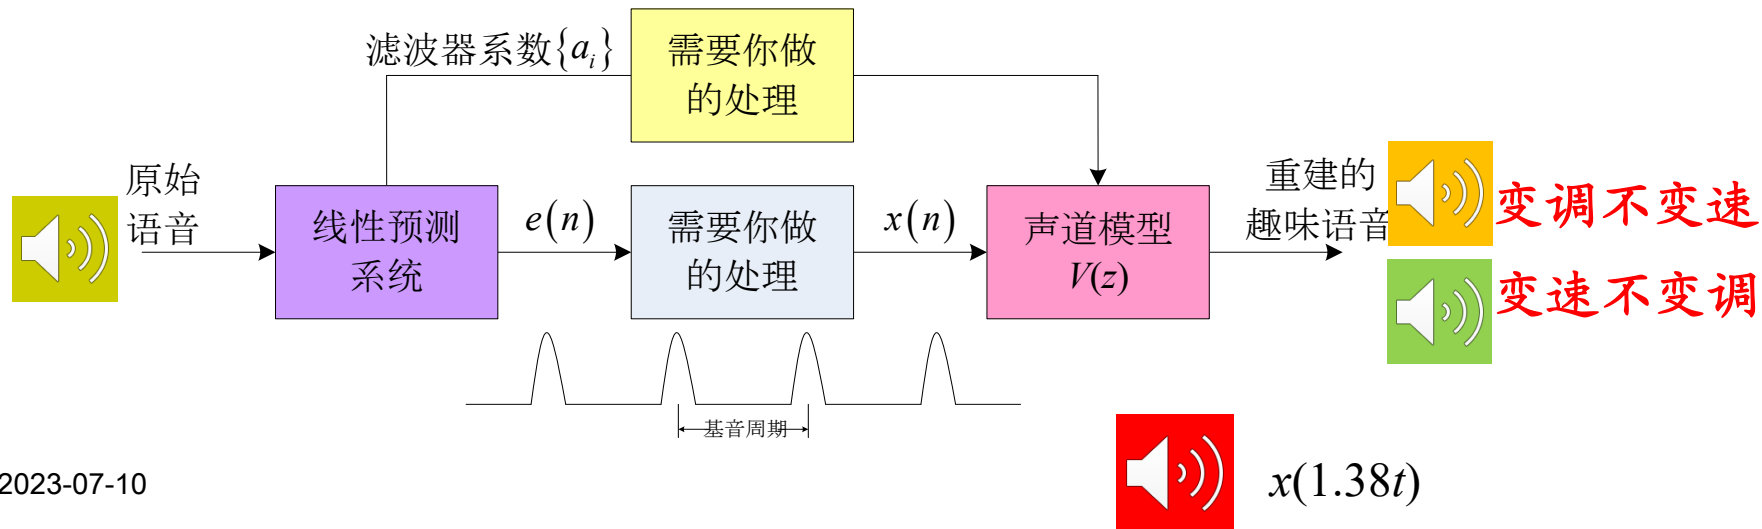 滤波器系数{a_i}
需要你做
的处理
原始
语音
线性预测
系统
e(n)
需要你做
的处理
x(n)
声道模型
V(z)
重建的
趣味语音
变调不变速
变速不变调
基音周期
2023-07-10
x(1.38t)